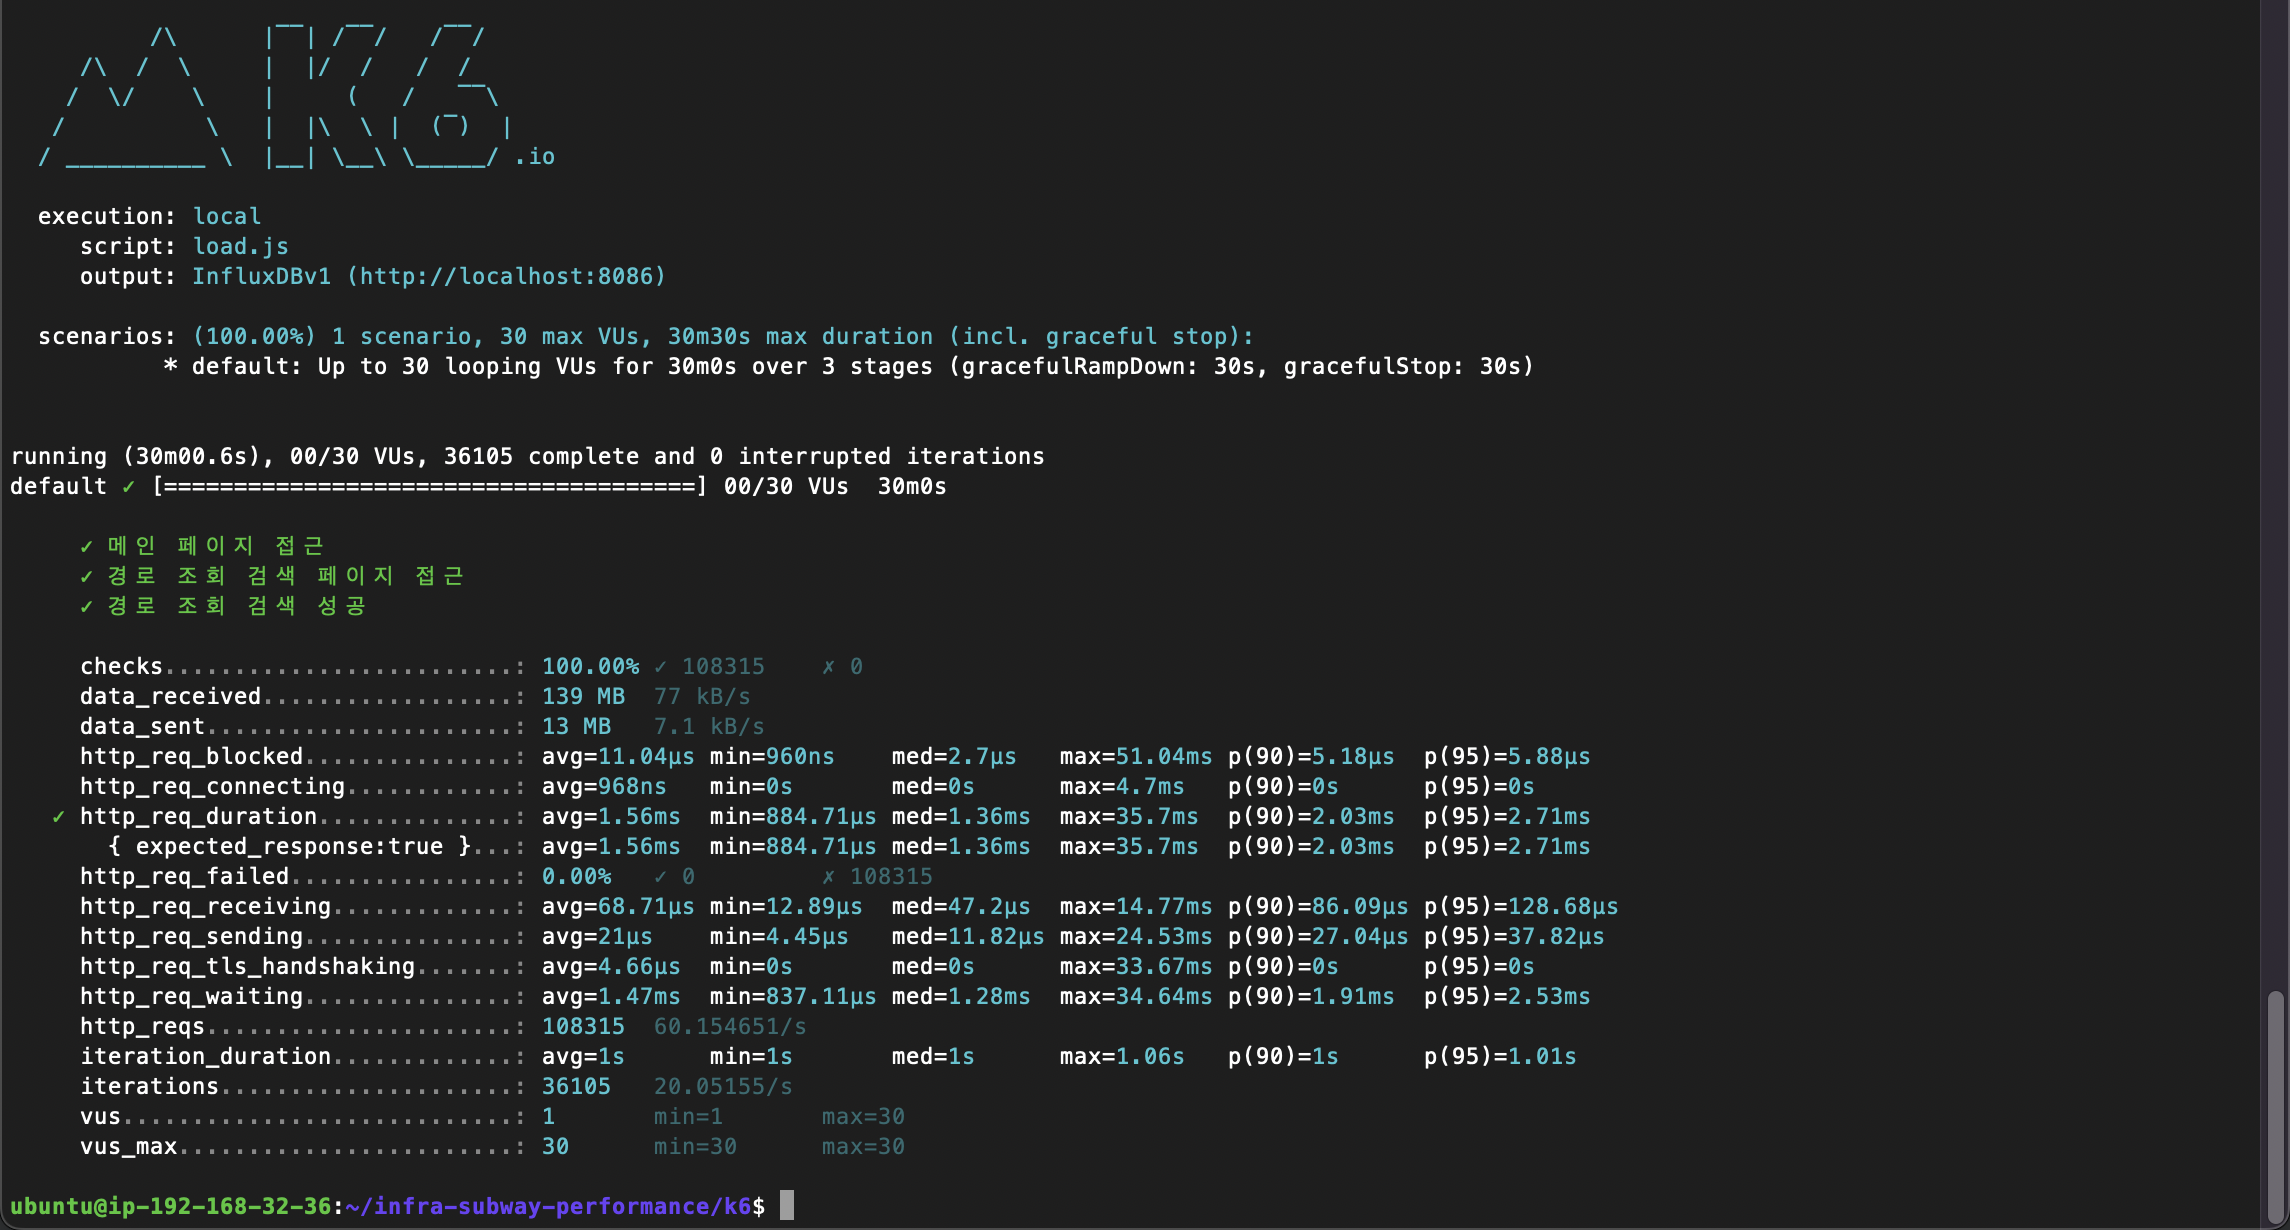 /\      |‾‾| /‾‾/   /‾‾/
     /\  /  \     |  |/  /   /  /
    /  \/    \    |     (   /   ‾‾\
   /          \   |  |\  \ |  (‾)  |
  / __________ \  |__| \__\ \_____/ .io
execution: local
script: load.js
output: InfluxDBv1 (http://localhost:8086)
scenarios: (100.00%) 1 scenario, 30 max VUs, 30m30s max duration (incl. graceful stop):
* default: Up to 30 looping VUs for 30m0s over 3 stages (gracefulRampDown: 30s, gracefulStop: 30s)
running (30m00.6s), 00/30 VUs, 36105 complete and 0 interrupted iterations
default ✓ [======================================] 00/30 VUs  30m0s
✓ 메인 페이지 접근
✓ 경로 조회 검색 페이지 접근
✓ 경로 조회 검색 성공
checks.........................: 100.00% ✓ 108315    ✗ 0
data_received..................: 139 MB  77 kB/s
data_sent......................: 13 MB   7.1 kB/s
http_req_blocked...............: avg=11.04µs min=960ns    med=2.7µs   max=51.04ms p(90)=5.18µs  p(95)=5.88µs
http_req_connecting............: avg=968ns   min=0s       med=0s      max=4.7ms   p(90)=0s      p(95)=0s
✓ http_req_duration..............: avg=1.56ms  min=884.71µs med=1.36ms  max=35.7ms  p(90)=2.03ms  p(95)=2.71ms
{ expected_response:true }...: avg=1.56ms  min=884.71µs med=1.36ms  max=35.7ms  p(90)=2.03ms  p(95)=2.71ms
http_req_failed................: 0.00%   ✓ 0         ✗ 108315
http_req_receiving.............: avg=68.71µs min=12.89µs  med=47.2µs  max=14.77ms p(90)=86.09µs p(95)=128.68µs
http_req_sending...............: avg=21µs    min=4.45µs   med=11.82µs max=24.53ms p(90)=27.04µs p(95)=37.82µs
http_req_tls_handshaking.......: avg=4.66µs  min=0s       med=0s      max=33.67ms p(90)=0s      p(95)=0s
http_req_waiting...............: avg=1.47ms  min=837.11µs med=1.28ms  max=34.64ms p(90)=1.91ms  p(95)=2.53ms
http_reqs......................: 108315  60.154651/s
iteration_duration.............: avg=1s      min=1s       med=1s      max=1.06s   p(90)=1s      p(95)=1.01s
iterations.....................: 36105   20.05155/s
vus............................: 1       min=1       max=30
vus_max........................: 30      min=30      max=30
ubuntu@ip-192-168-32-36:~/infra-subway-performance/k6$